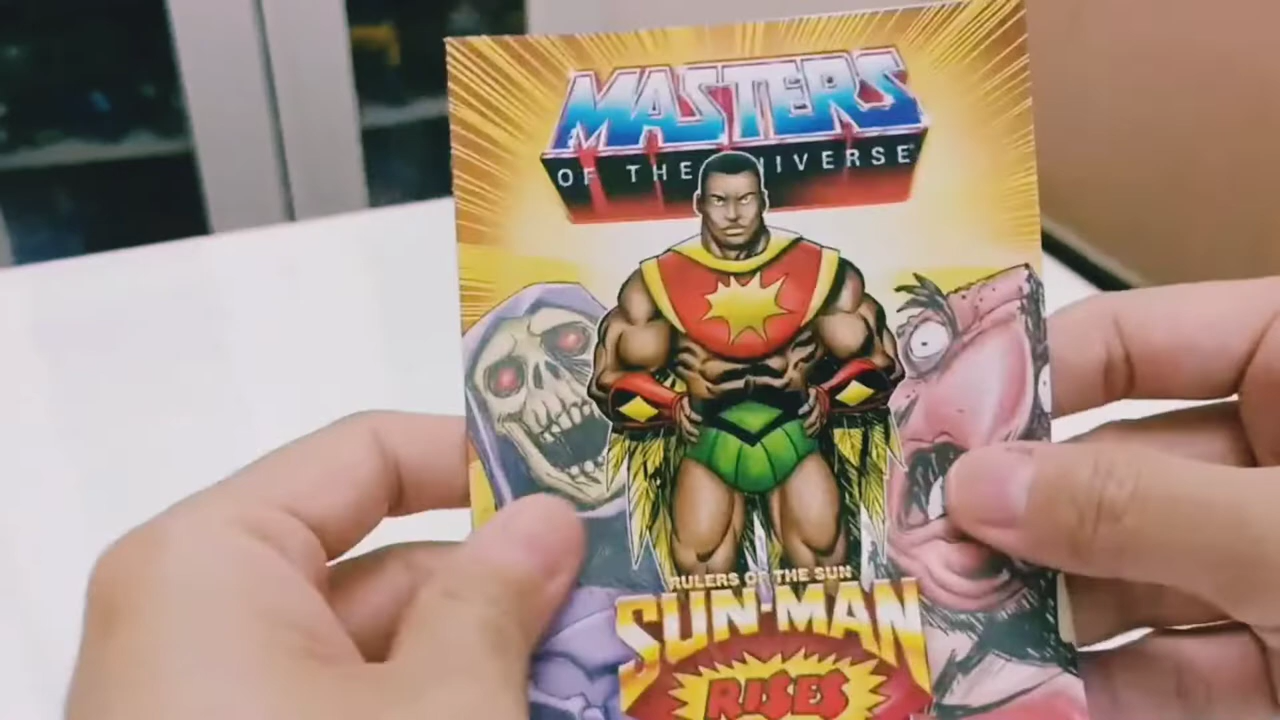 MASTERS
OF THE UNIVERSE
RULERS OF THE SUN
SUN-MAN
RISES